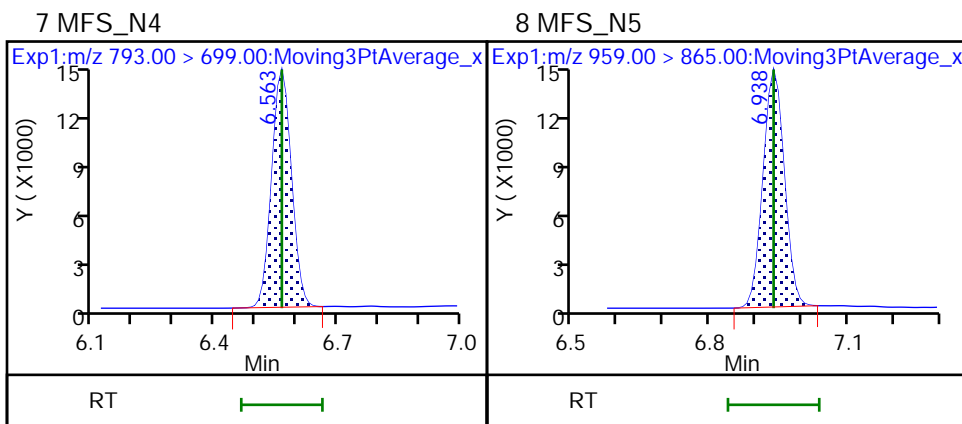 7 MFS_N4
Exp1:m/z 793.00 > 699.00:Moving3PtAverage_x
Y ( X1000)
15
12
9
6
3
0
6.563
6.1 6.4 6.7 7.0
Min
RT
8 MFS_N5
Exp1:m/z 959.00 > 865.00:Moving3PtAverage_x
Y ( X1000)
15
12
9
6
3
0
6.938
6.5 6.8 7.1
Min
RT